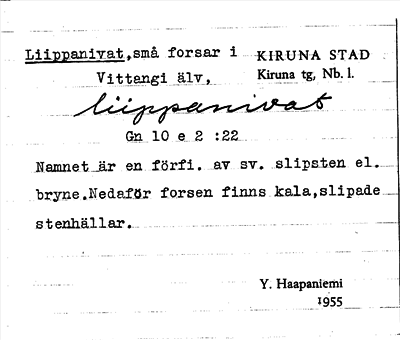 Liippanivat,små forsar i KIRUNA STAD
Vittangi älv, Kiruna tg, Nb. l.
liippanivat
Gn 10 e 2 :22
Namnet är en förfi. av sv. slipsten el.
bryne.Nedaför forsen finns kala,slipade
stenhällar.
Y. Haapaniemi
1955